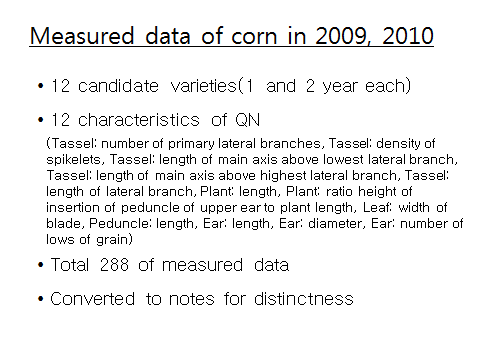 Measured data of corn in 2009, 2010
• 12 candidate varieties(1 and 2 year each)
• 12 characteristics of QN
(Tassel: number of primary lateral branches, Tassel: density of
spikelets, Tassel: length of main axis above lowest lateral branch,
Tassel: length of main axis above highest lateral branch, Tassel:
length of lateral branch, Plant: length, Plant: ratio height of
insertion of peduncle of upper ear to plant length, Leaf: width of
blade, Peduncle: length, Ear: length, Ear: diameter, Ear: number of
lows of grain)
• Total 288 of measured data
• Converted to notes for distinctness